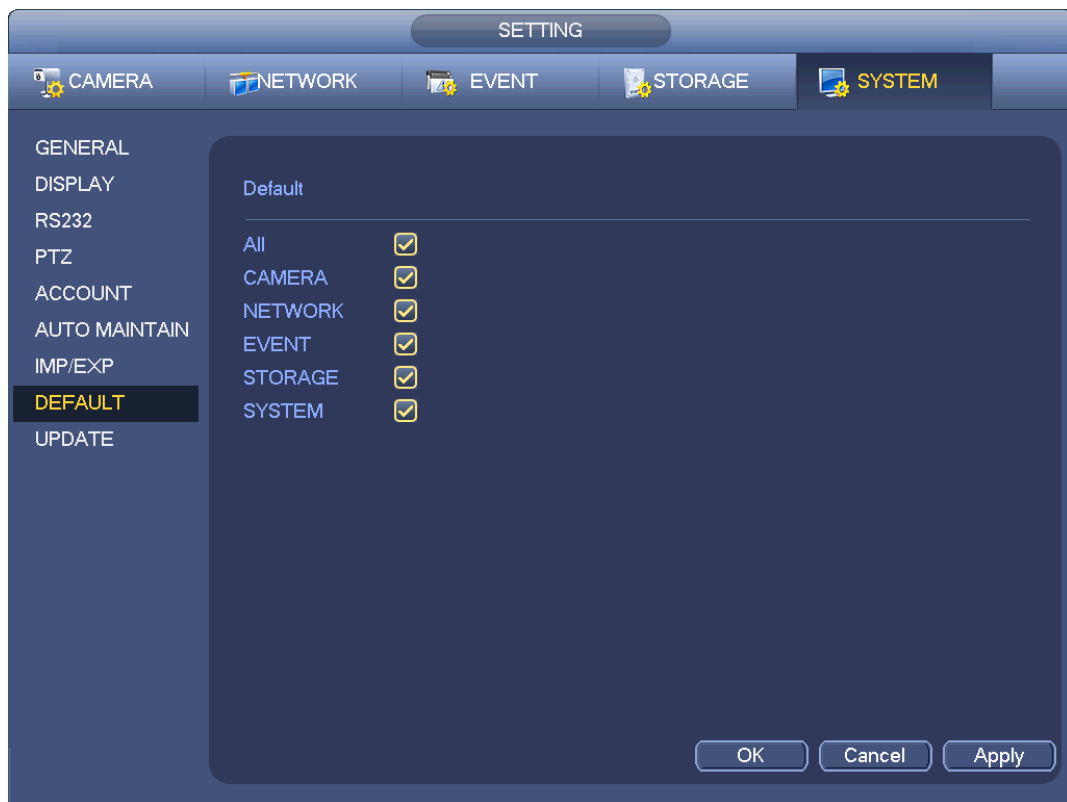 SETTING
CAMERA NETWORK EVENT STORAGE SYSTEM
GENERAL
DISPLAY
RS232
PTZ
ACCOUNT
AUTO MAINTAIN
IMP/EXP
DEFAULT
UPDATE
Default
All
CAMERA
NETWORK
EVENT
STORAGE
SYSTEM
OK Cancel Apply